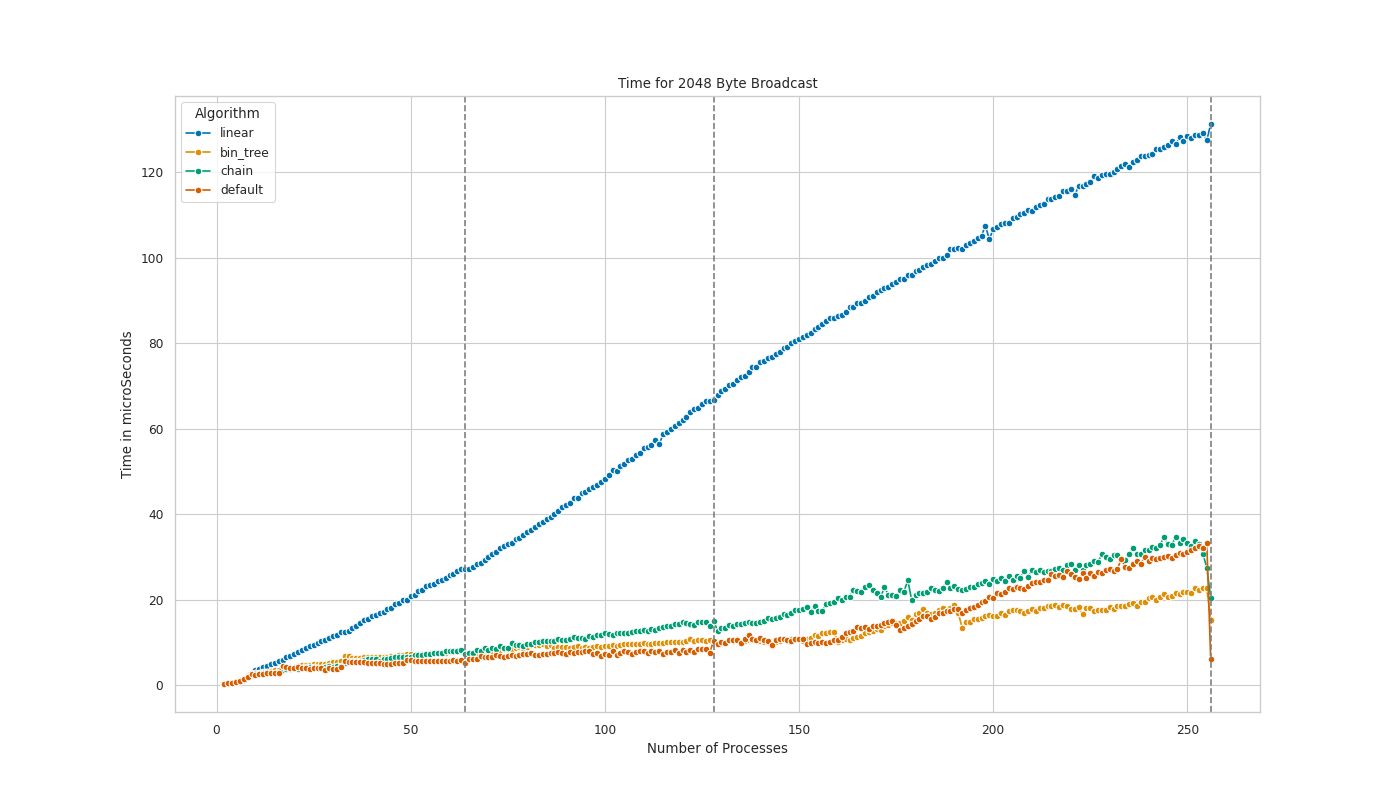 Time for 2048 Byte Broadcast
Algorithm
linear
bin_tree
chain
default
Time in microSeconds
120
100
80
60
40
20
0
0 50 100 150 200 250
Number of Processes